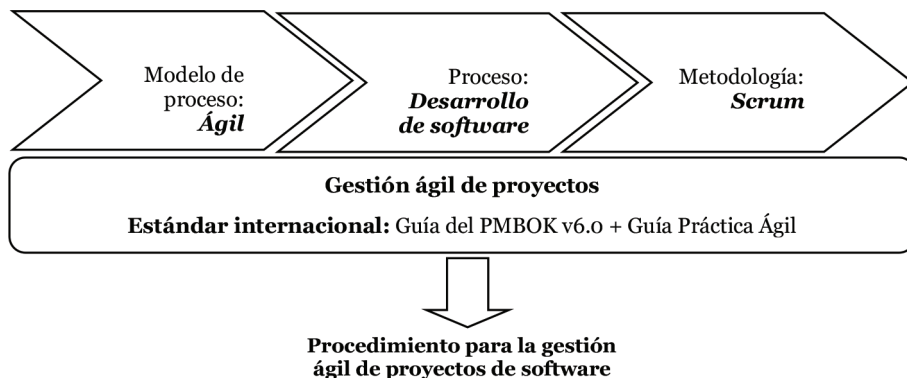 Modelo de
proceso:
Ágil
Proceso:
Desarrollo
de software
Metodología:
Scrum
Gestión ágil de proyectos
Estándar internacional: Guía del PMBOK v6.0 + Guía Práctica Ágil
Procedimiento para la gestión
ágil de proyectos de software